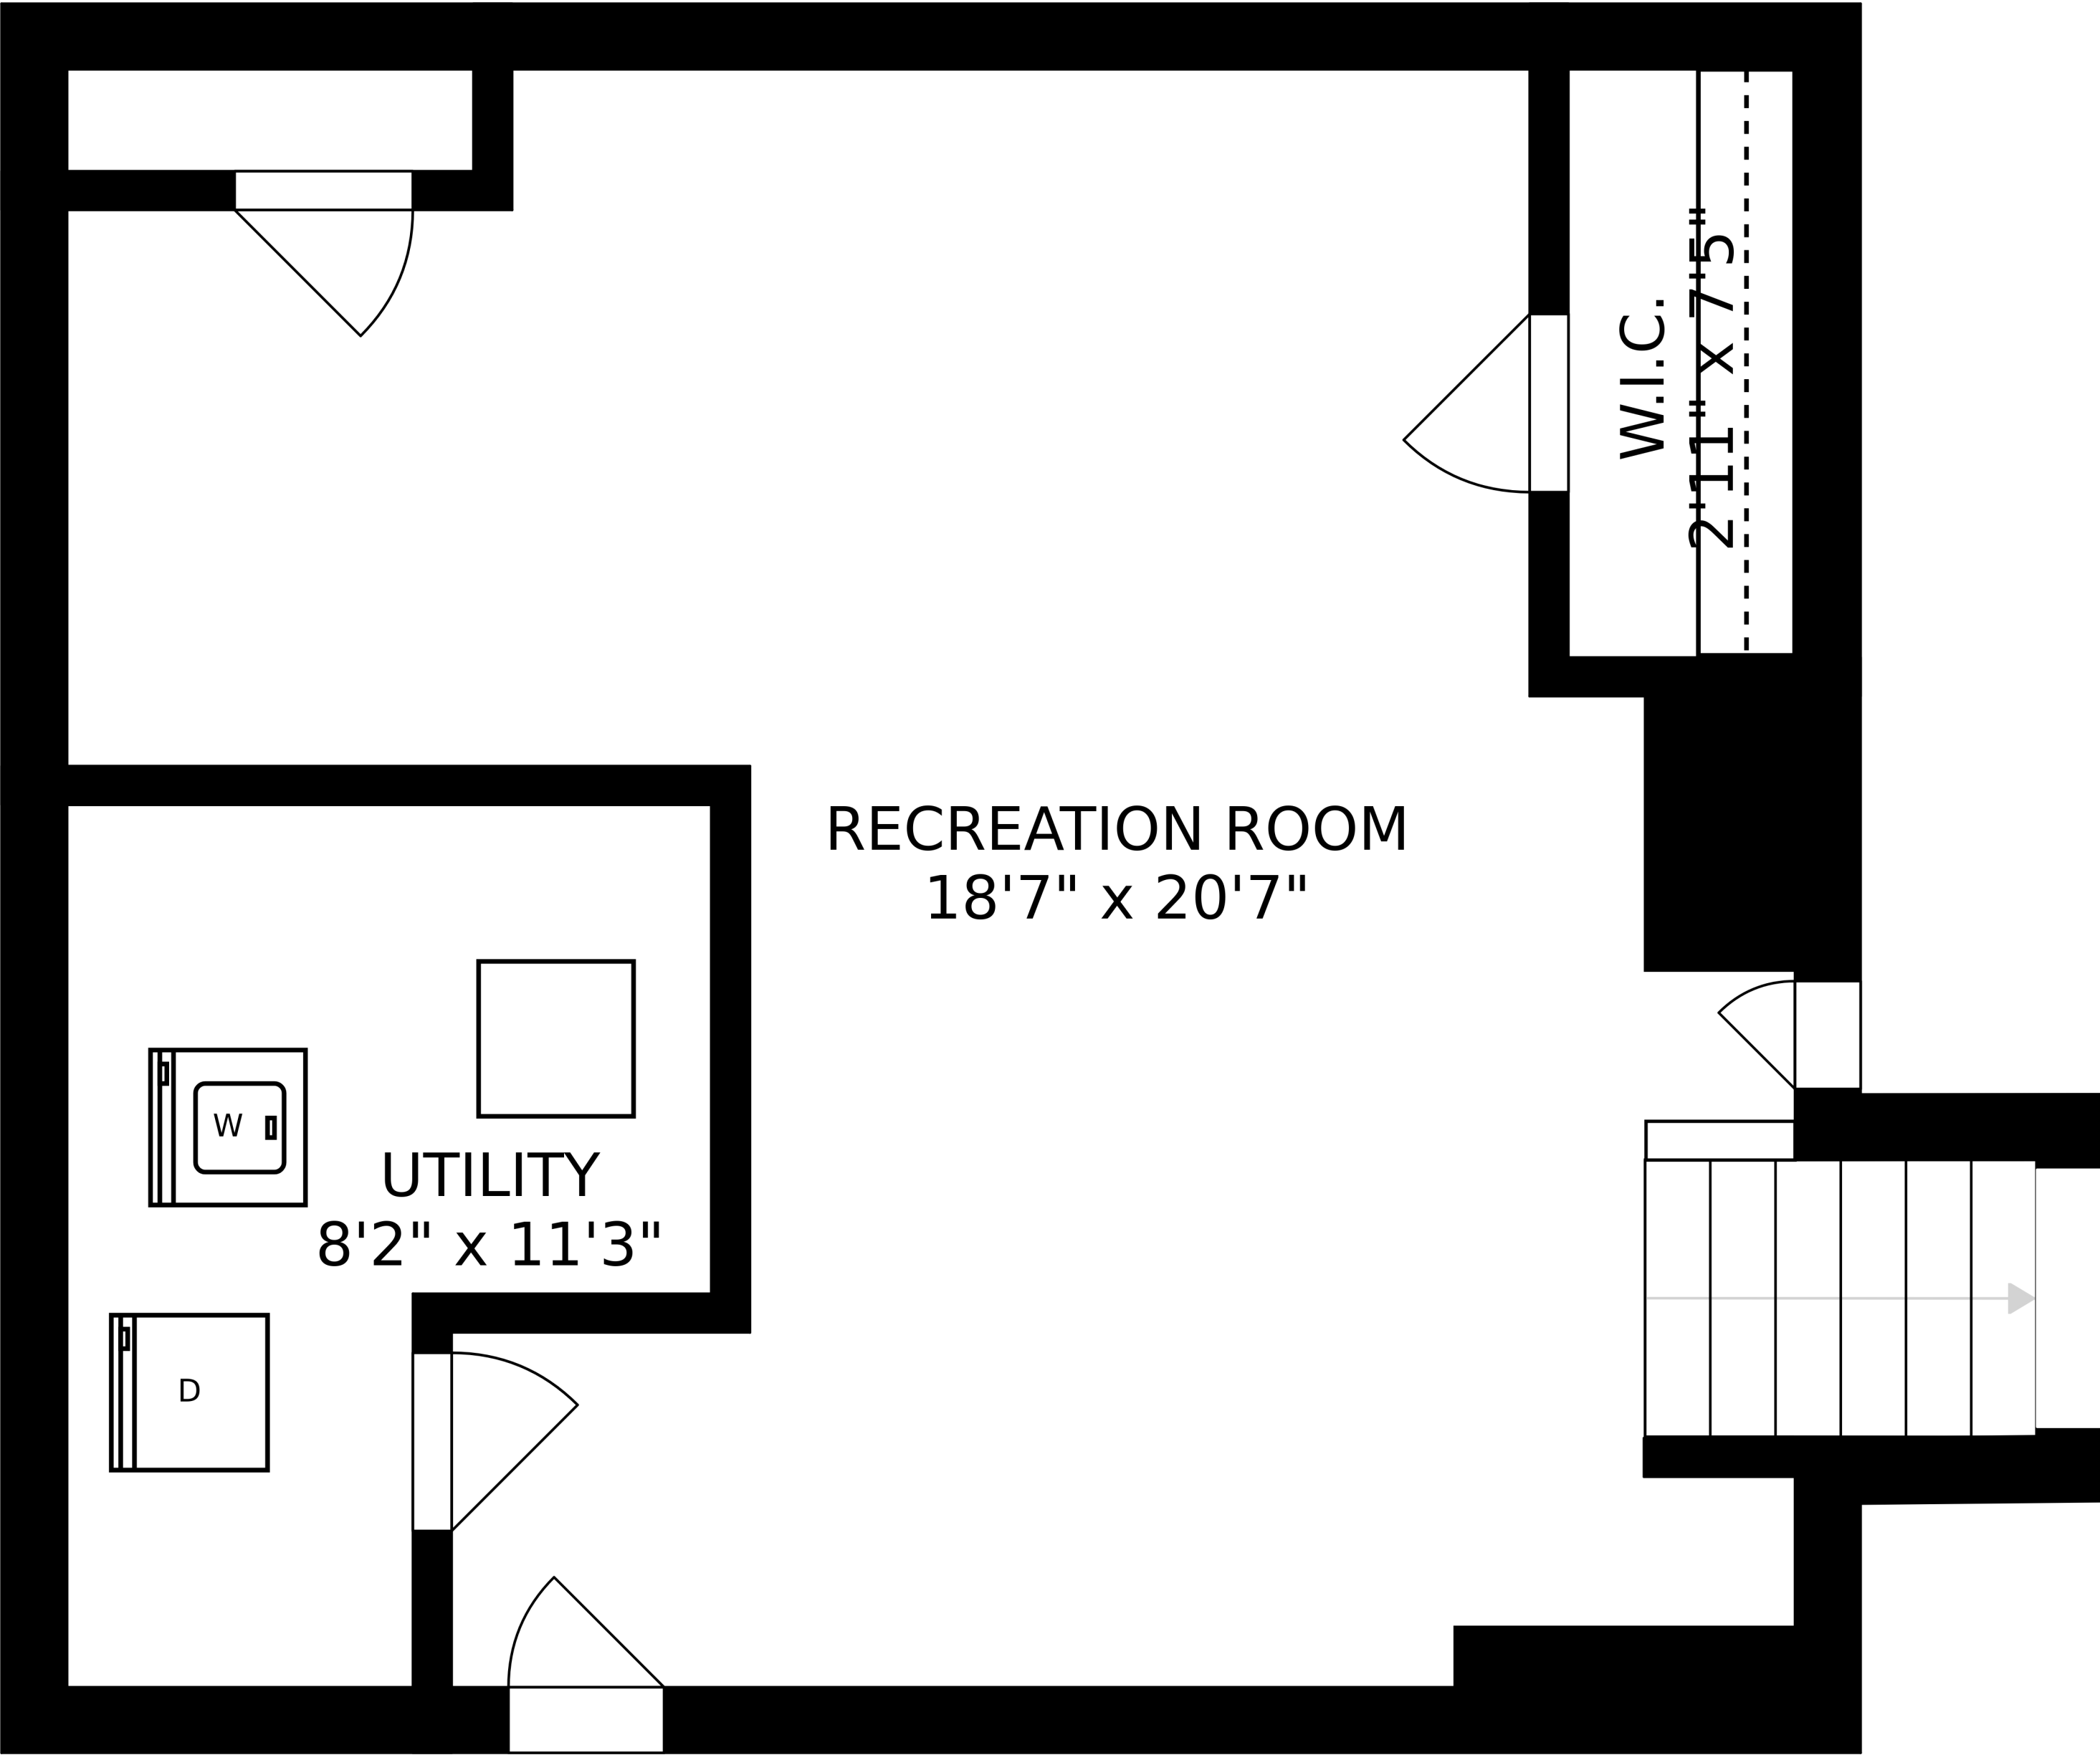 W.I.C.
2'11" x 7'5"
RECREATION ROOM
18'7" x 20'7"
W
UTILITY
8'2" x 11'3"
D